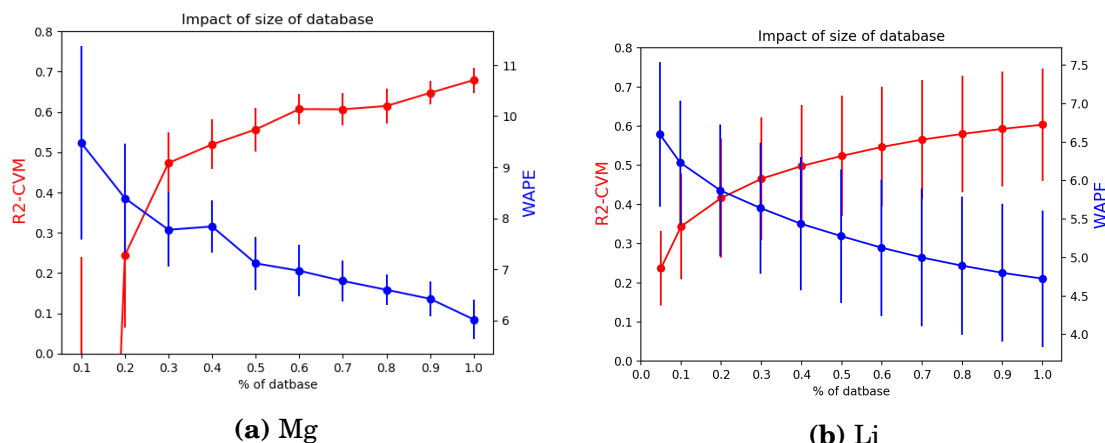 Impact of size of database
R2-CVM
0.8
0.7
0.6
0.5
0.4
0.3
0.2
0.1
0.0
11
10
9
8
7
6
WAPE
0.1 0.2 0.3 0.4 0.5 0.6 0.7 0.8 0.9 1.0
% of datbase
(a) Mg
Impact of size of database
R2-CVM
0.8
0.7
0.6
0.5
0.4
0.3
0.2
0.1
0.0
7.5
7.0
6.5
6.0
5.5
5.0
4.5
4.0
WAPE
0.0 0.1 0.2 0.3 0.4 0.5 0.6 0.7 0.8 0.9 1.0
% of datbase
(b) Li